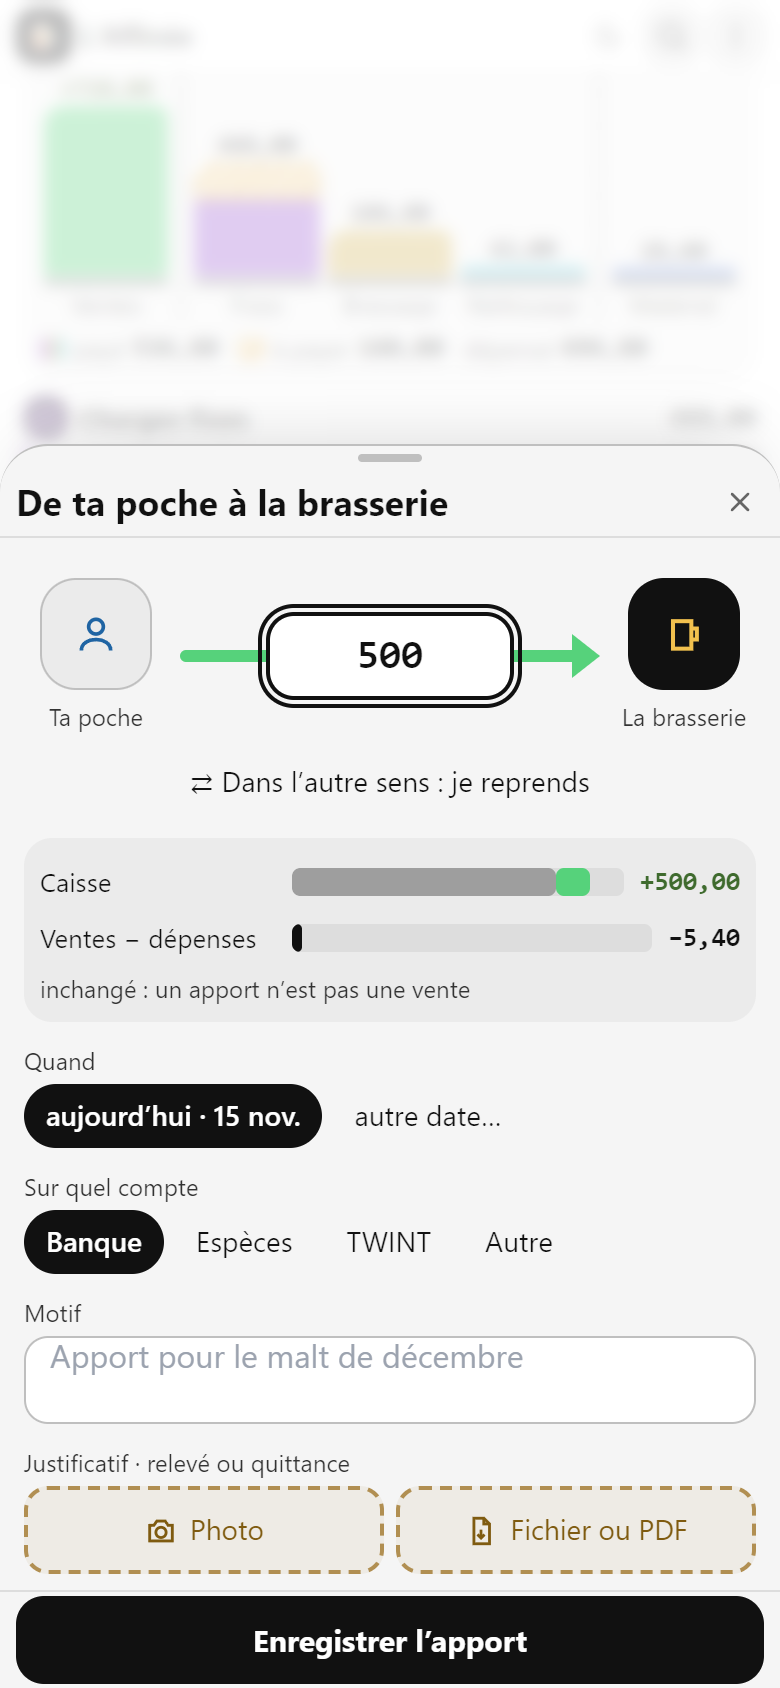 De ta poche à la brasserie
500
Ta poche
La brasserie
⇄ Dans l’autre sens : je reprends
Caisse +500,00
Ventes – dépenses −5,40
inchangé : un apport n’est pas une vente
Quand
aujourd’hui · 15 nov. autre date…
Sur quel compte
Banque Espèces TWINT Autre
Motif
Apport pour le malt de décembre
Justificatif · relevé ou quittance
Photo Fichier ou PDF
Enregistrer l’apport